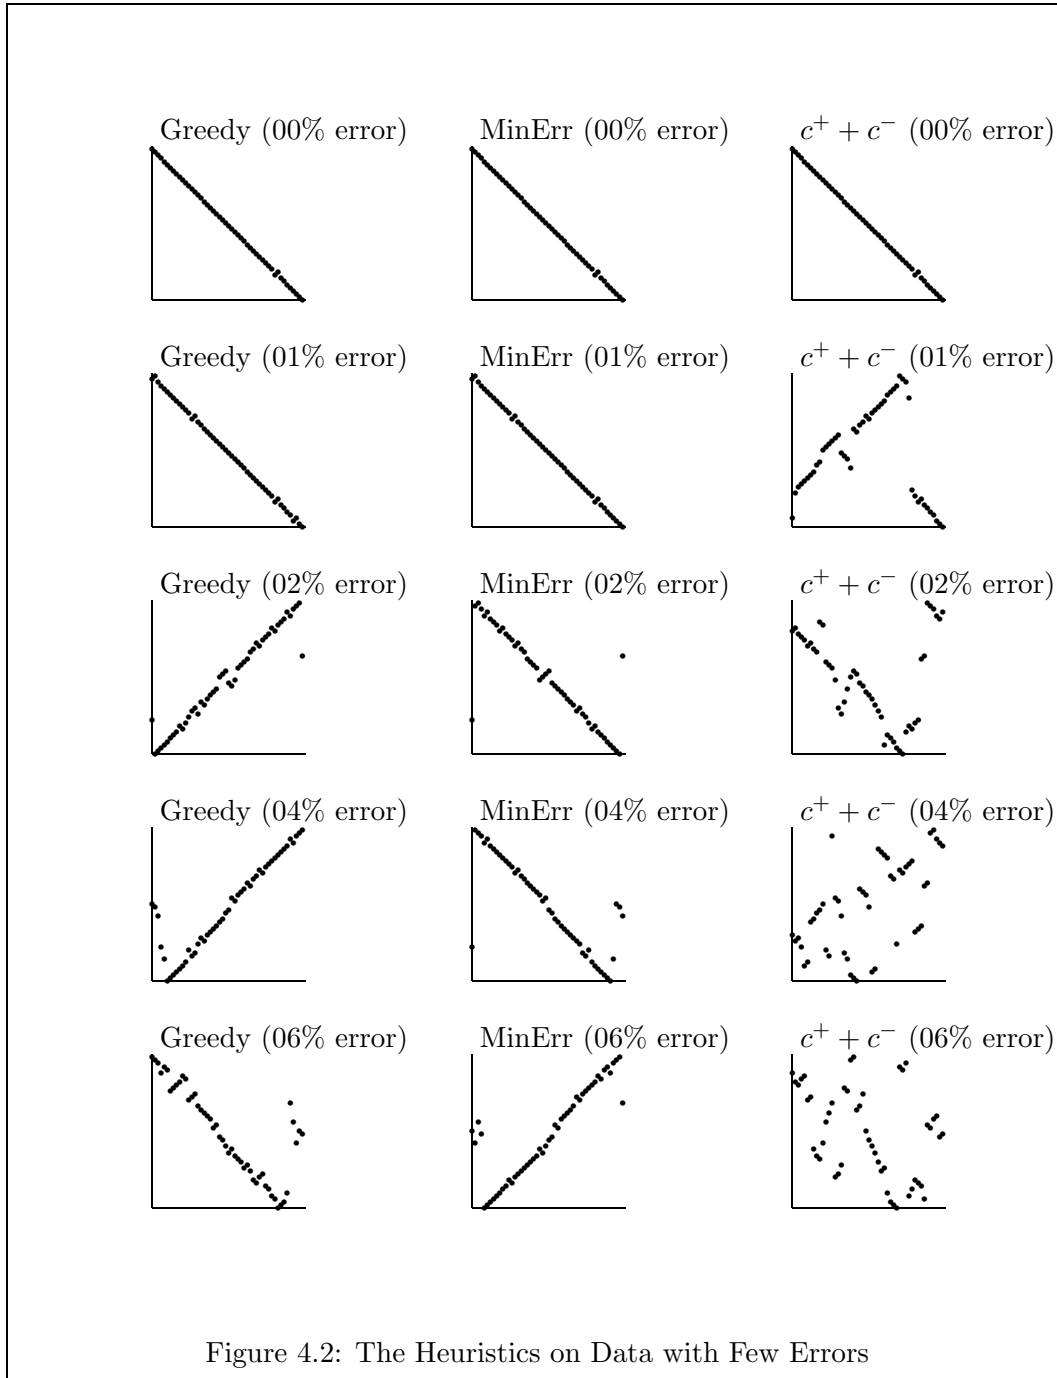 Greedy (00% error) MinErr (00% error) c⁺ + c⁻ (00% error)
Greedy (01% error) MinErr (01% error) c⁺ + c⁻ (01% error)
Greedy (02% error) MinErr (02% error) c⁺ + c⁻ (02% error)
Greedy (04% error) MinErr (04% error) c⁺ + c⁻ (04% error)
Greedy (06% error) MinErr (06% error) c⁺ + c⁻ (06% error)
Figure 4.2: The Heuristics on Data with Few Errors